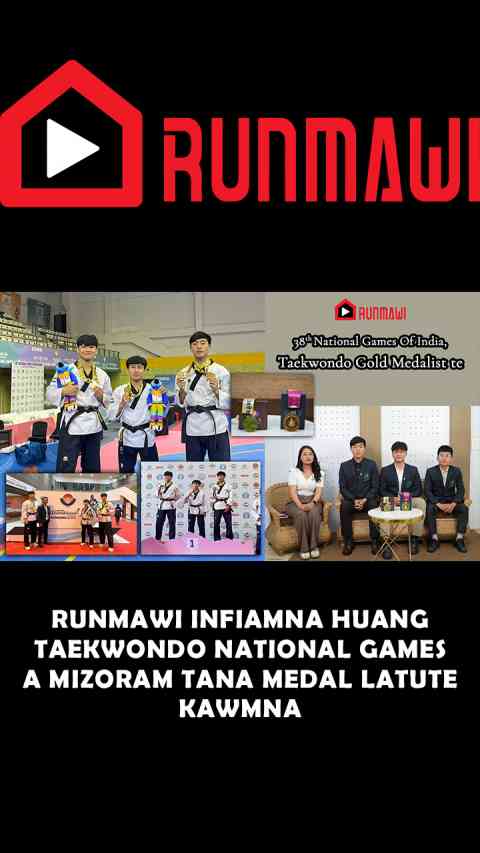 RUNMAWI
RUNMAWI
38th National Games Of India,
Taekwondo Gold Medalist te
1
RUNMAWI INFIAMNA HUANG
TAEKWONDO NATIONAL GAMES
A MIZORAM TANA MEDAL LATUTE
KAWMNA